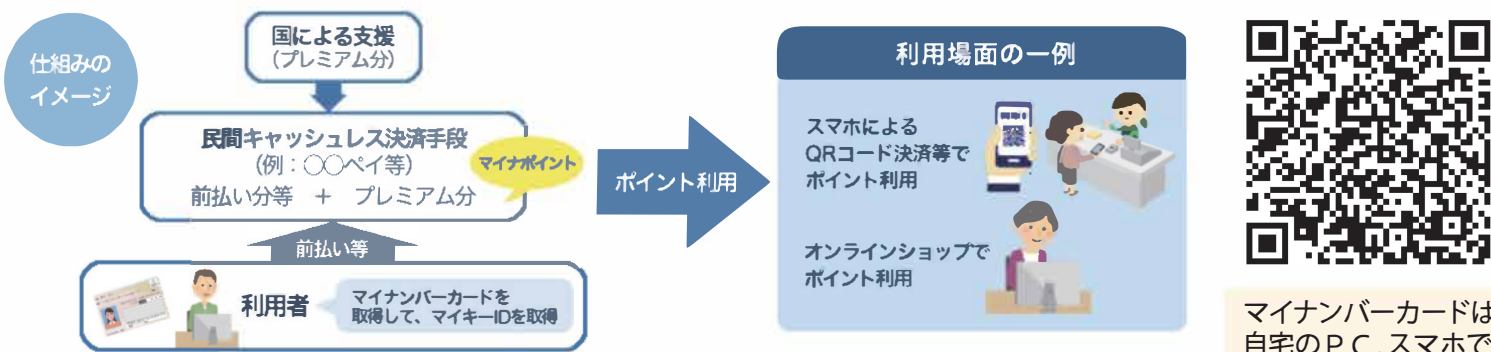 仕組みの
イメージ
国による支援
（プレミアム分）
民間キャッシュレス決済手段
（例：○○ペイ等）
前払い分等　＋　プレミアム分
マイナポイント
前払い等
利用者
マイナンバーカードを
取得して、マイキーIDを取得
ポイント利用
利用場面の一例
スマホによる
QRコード決済等で
ポイント利用
オンラインショップで
ポイント利用
マイナンバーカードは
自宅のＰＣ、スマホで